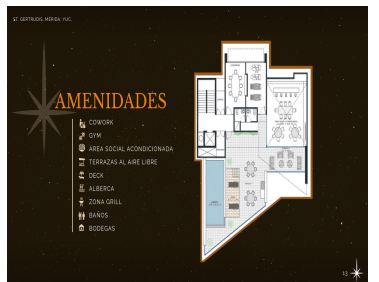 ST. GERTRUDIS, MÉRIDA, YUC.
AMENIDADES
COWORK
GYM
ÁREA SOCIAL ACONDICIONADA
TERRAZAS AL AIRE LIBRE
DECK
ALBERCA
ZONA GRILL
BAÑOS
BODEGAS
13